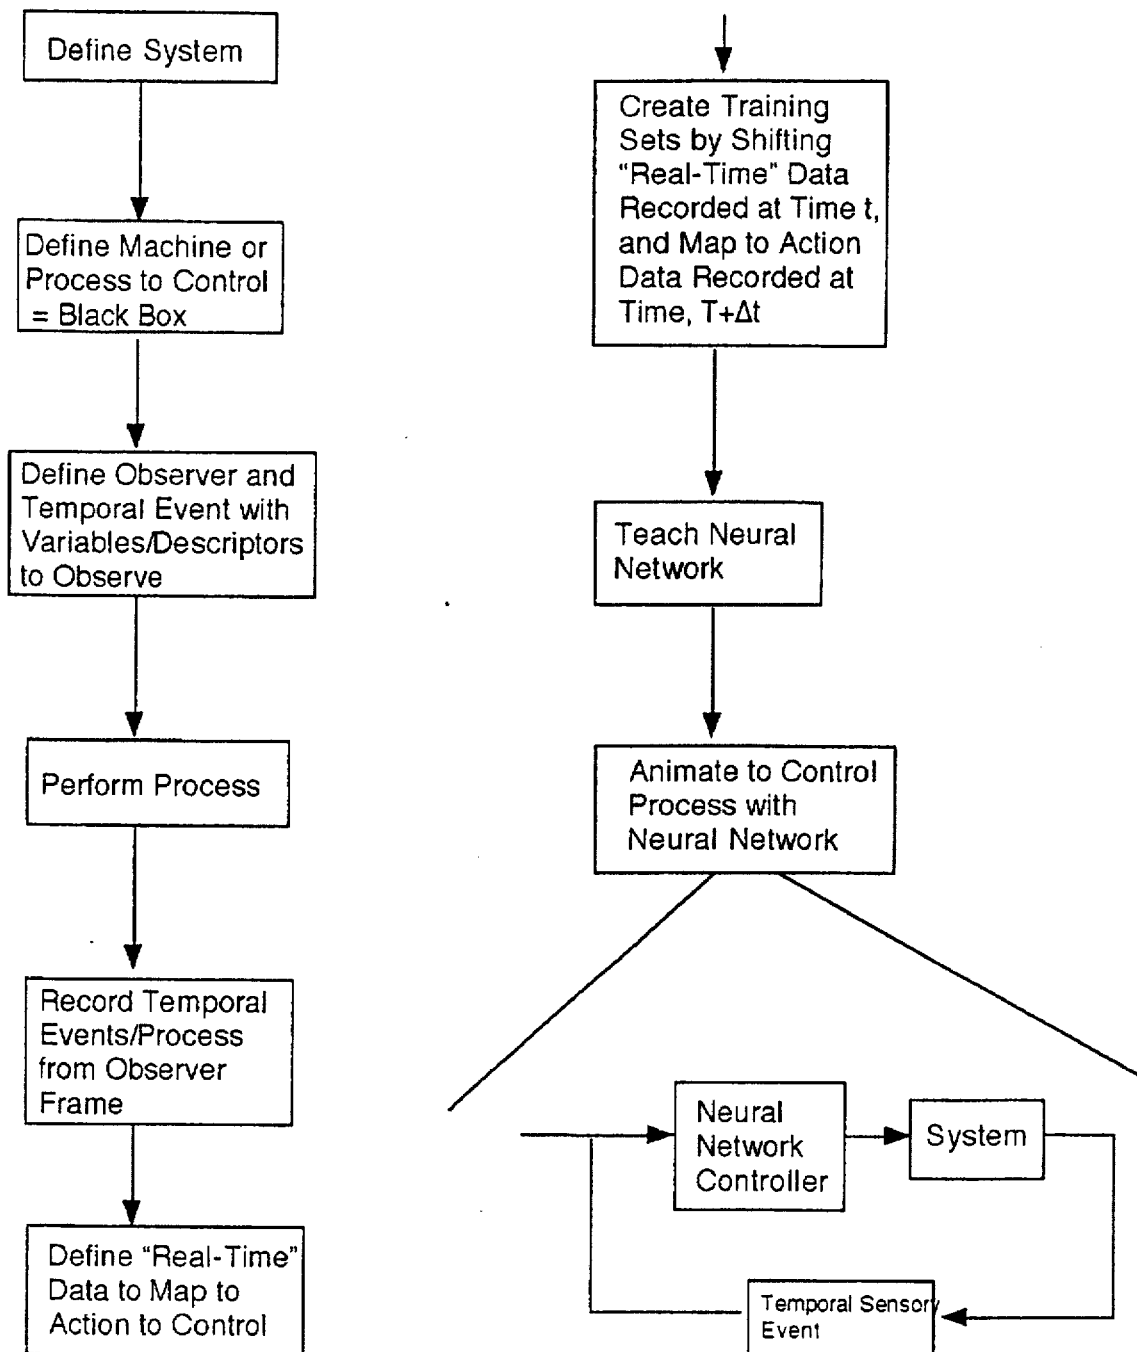 Define System
Define Machine or
Process to Control
= Black Box
Define Observer and
Temporal Event with
Variables/Descriptors
to Observe
Perform Process
Record Temporal
Events/Process
from Observer
Frame
Define “Real-Time”
Data to Map to
Action to Control
Create Training
Sets by Shifting
“Real-Time” Data
Recorded at Time t,
and Map to Action
Data Recorded at
Time, T+Δt
Teach Neural
Network
Animate to Control
Process with
Neural Network
Neural
Network
Controller
System
Temporal Sensory
Event